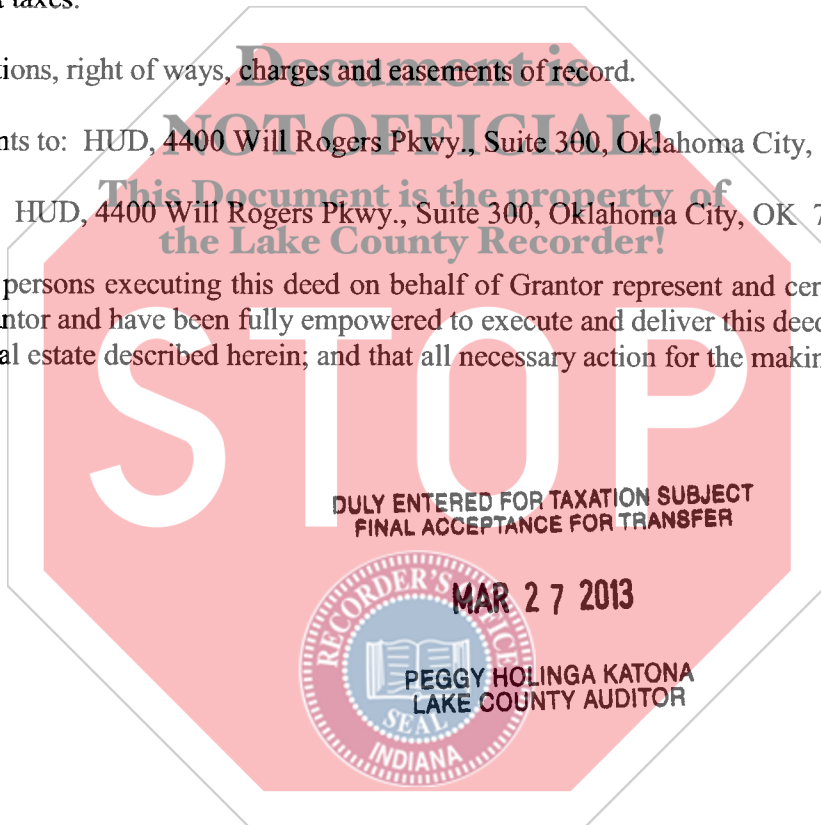 taxes.
Document is
tions, right of ways, charges and easements of record.
NOT OFFICIAL!
nts to: HUD, 4400 Will Rogers Pkwy., Suite 300, Oklahoma City,
This Document is the property of
HUD, 4400 Will Rogers Pkwy., Suite 300, Oklahoma City, OK 7
the Lake County Recorder!
persons executing this deed on behalf of Grantor represent and cer
ntor and have been fully empowered to execute and deliver this deed
al estate described herein; and that all necessary action for the makin
STOP
DULY ENTERED FOR TAXATION SUBJECT
FINAL ACCEPTANCE FOR TRANSFER
MAR 27 2013
RECORDER'S OFFICE
PEGGY HOLINGA KATONA
LAKE COUNTY AUDITOR
SEAL
INDIANA